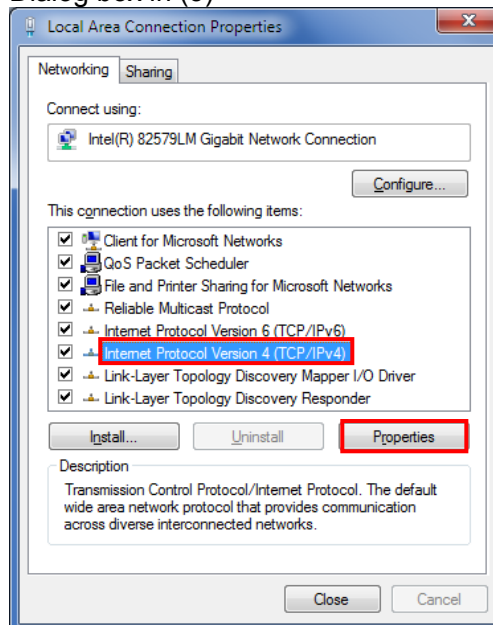 Local Area Connection Properties
Networking
Sharing
Connect using:
Intel(R) 82579LM Gigabit Network Connection
Configure...
This connection uses the following items:
Client for Microsoft Networks
QoS Packet Scheduler
File and Printer Sharing for Microsoft Networks
Reliable Multicast Protocol
Internet Protocol Version 6 (TCP/IPv6)
Internet Protocol Version 4 (TCP/IPv4)
Link-Layer Topology Discovery Mapper I/O Driver
Link-Layer Topology Discovery Responder
Install...
Uninstall
Properties
Description
Transmission Control Protocol/Internet Protocol. The default
wide area network protocol that provides communication
across diverse interconnected networks.
Close
Cancel